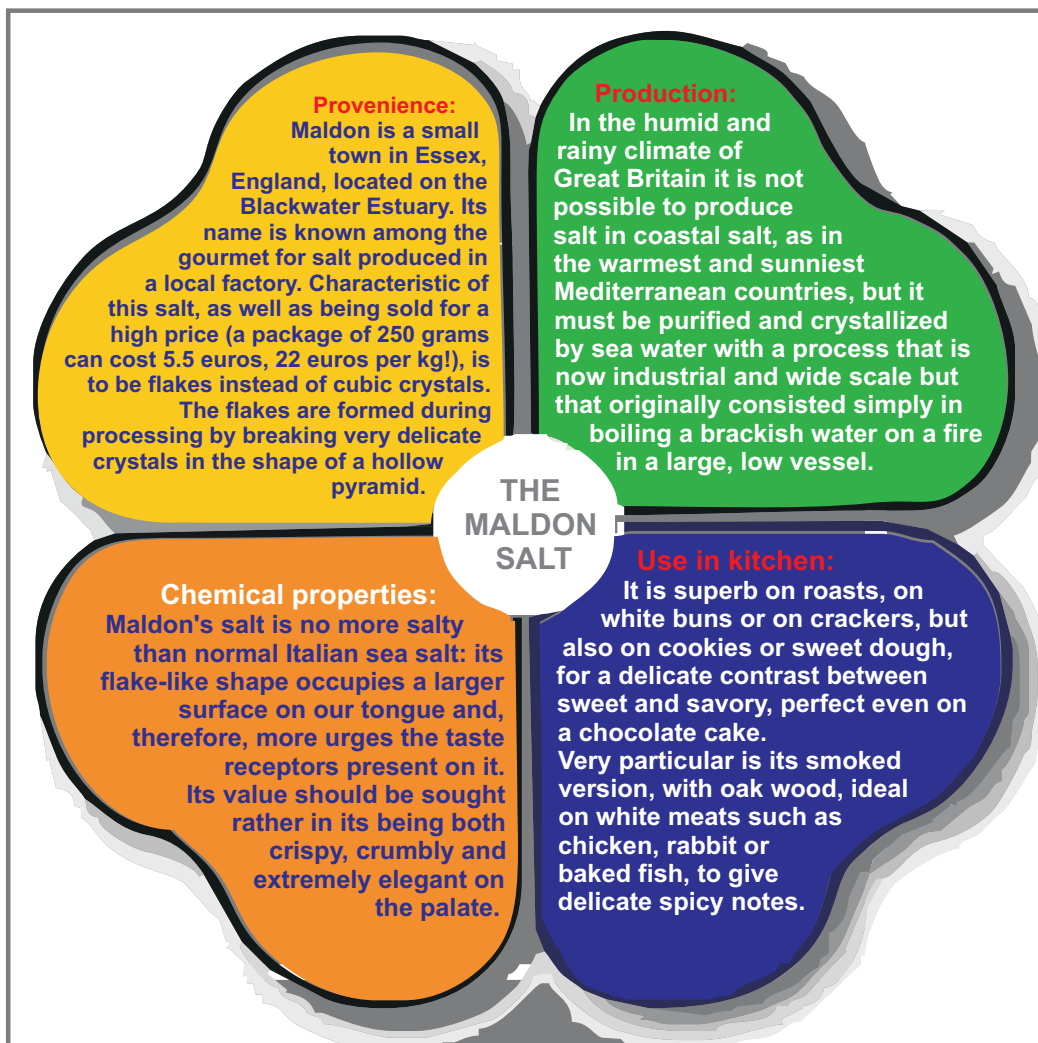 Provenience:
Maldon is a small
town in Essex,
England, located on the
Blackwater Estuary. Its
name is known among the
gourmet for salt produced in
a local factory. Characteristic of
this salt, as well as being sold for a
high price (a package of 250 grams
can cost 5.5 euros, 22 euros per kg!), is
to be flakes instead of cubic crystals.
The flakes are formed during
processing by breaking very delicate
crystals in the shape of a hollow
pyramid.
Production:
In the humid and
rainy climate of
Great Britain it is not
possible to produce
salt in coastal salt, as in
the warmest and sunniest
Mediterranean countries, but it
must be purified and crystallized
by sea water with a process that is
now industrial and wide scale but
that originally consisted simply in
boiling a brackish water on a fire
in a large, low vessel.
THE
MALDON
SALT
Chemical properties:
Maldon's salt is no more salty
than normal Italian sea salt: its
flake-like shape occupies a larger
surface on our tongue and,
therefore, more urges the taste
receptors present on it.
Its value should be sought
rather in its being both
crispy, crumbly and
extremely elegant on
the palate.
Use in kitchen:
It is superb on roasts, on
white buns or on crackers, but
also on cookies or sweet dough,
for a delicate contrast between
sweet and savory, perfect even on
a chocolate cake.
Very particular is its smoked
version, with oak wood, ideal
on white meats such as
chicken, rabbit or
baked fish, to give
delicate spicy notes.